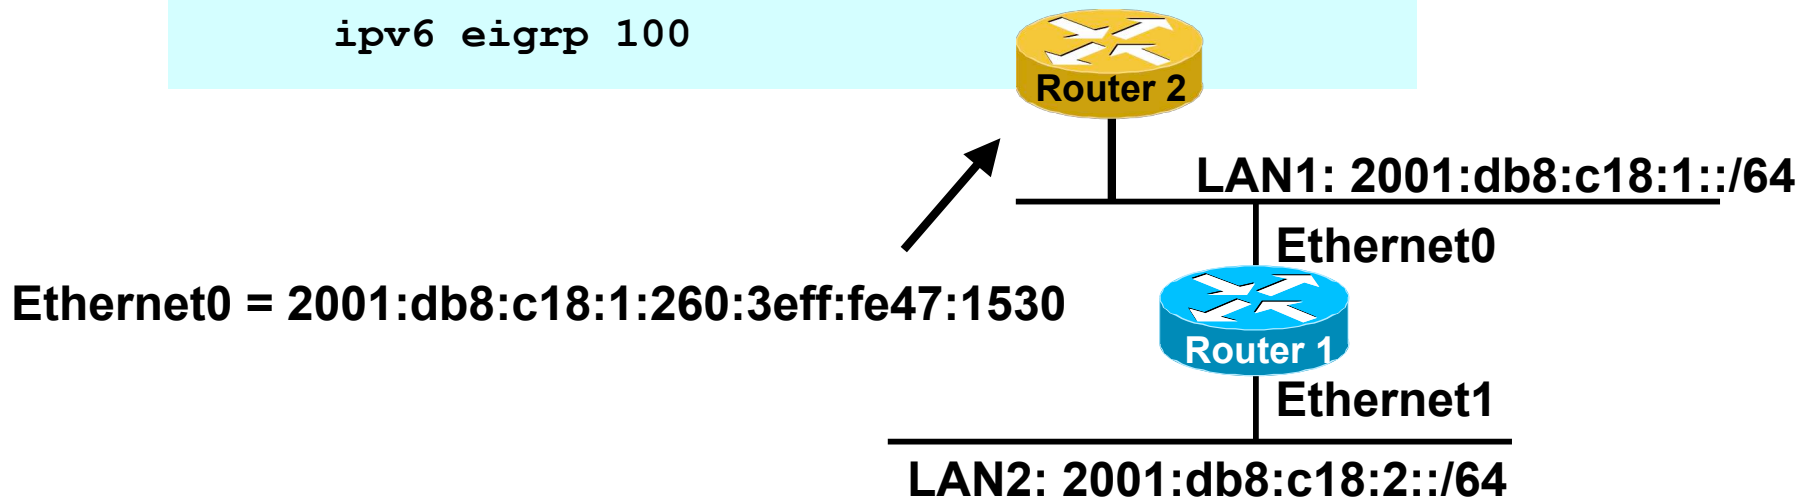 ipv6 eigrp 100
Router 2
LAN1: 2001:db8:c18:1::/64
Ethernet0
Ethernet0 = 2001:db8:c18:1:260:3eff:fe47:1530
Router 1
Ethernet1
LAN2: 2001:db8:c18:2::/64